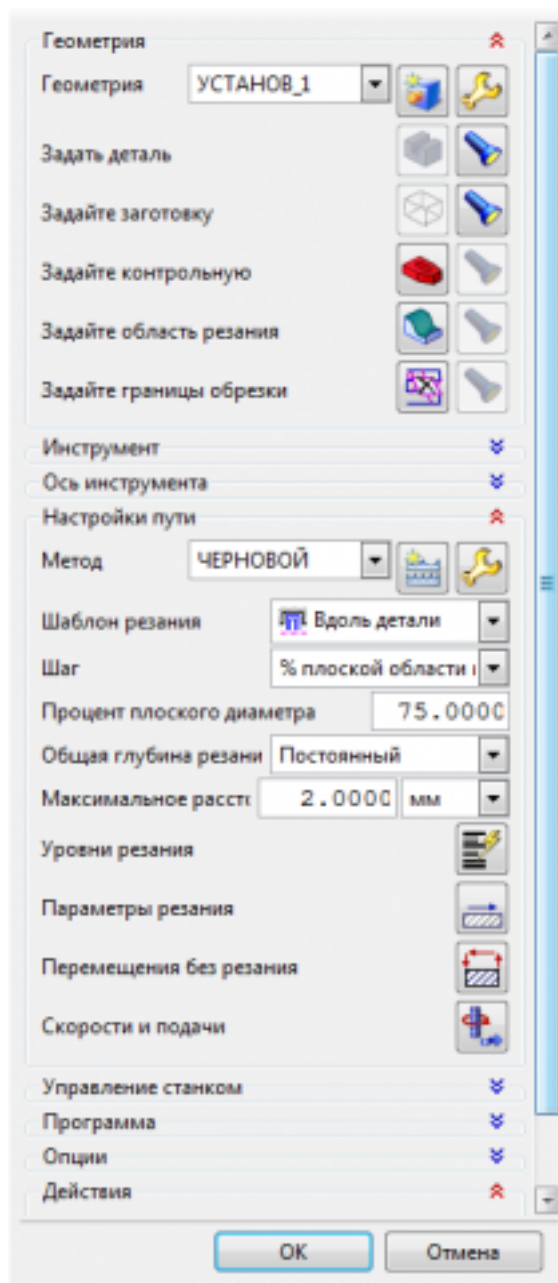 Геометрия
Геометрия УСТАНОВ_1
Задать деталь
Задайте заготовку
Задайте контрольную
Задайте область резания
Задайте границы обрезки
Инструмент
Ось инструмента
Настройки пути
Метод ЧЕРНОВОЙ
Шаблон резания Вдоль детали
Шаг % плоской области
Процент плоского диаметра 75.0000
Общая глубина резани Постоянный
Максимальное расст 2.0000 мм
Уровни резания
Параметры резания
Перемещения без резания
Скорости и подачи
Управление станком
Программа
Опции
Действия
OK Отмена